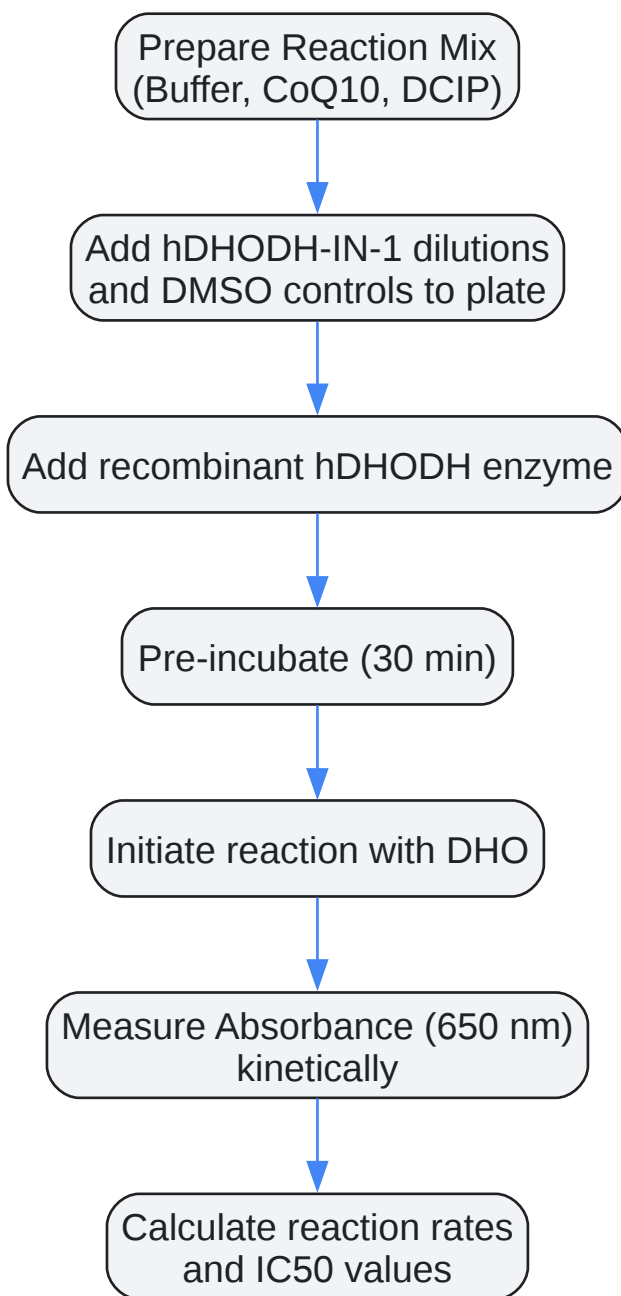 Prepare Reaction Mix
(Buffer, CoQ10, DCIP)
Add hDHODH-IN-1 dilutions
and DMSO controls to plate
Add recombinant hDHODH enzyme
Pre-incubate (30 min)
Initiate reaction with DHO
Measure Absorbance (650 nm)
kinetically
Calculate reaction rates
and IC50 values